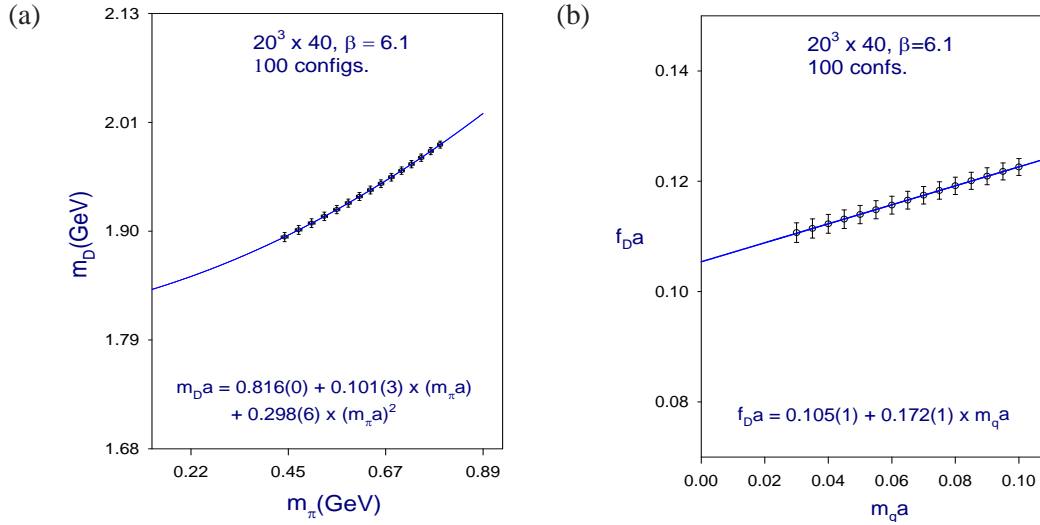 (a)
2.13
2.01
1.90
1.79
1.68
m_D(GeV)
20³ x 40, β = 6.1
100 configs.
m_Da = 0.816(0) + 0.101(3) x (m_πa)
+ 0.298(6) x (m_πa)²
0.22 0.45 0.67 0.89
m_π(GeV)
(b)
0.14
0.12
0.10
0.08
f_Da
20³ x 40, β=6.1
100 confs.
f_Da = 0.105(1) + 0.172(1) x m_qa
0.00 0.02 0.04 0.06 0.08 0.10
m_qa